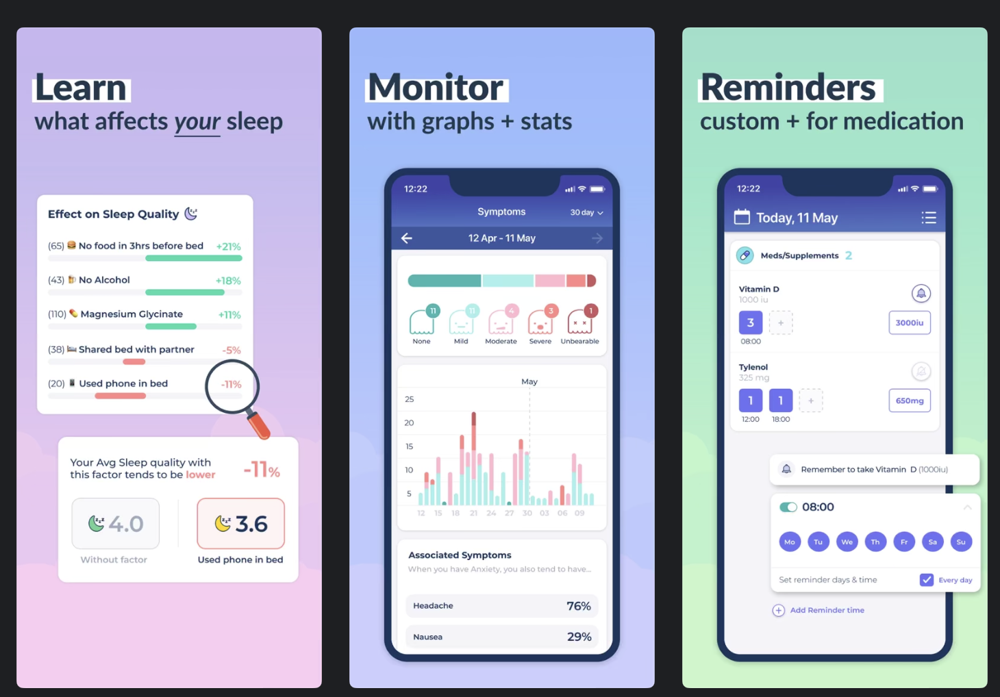 Learn
what affects your sleep
Effect on Sleep Quality
(65) No food in 3hrs before bed +21%
(43) No Alcohol +18%
(110) Magnesium Glycinate +11%
(38) Shared bed with partner -5%
(20) Used phone in bed -11%
Your Avg Sleep quality with
this factor tends to be lower
-11%
4.0
3.6
Without factor
Used phone in bed
Monitor
with graphs + stats
12:22
Symptoms
30 day
12 Apr - 11 May
11
11
4
3
1
None
Mild
Moderate
Severe
Unbearable
May
25
20
15
10
5
12 15 18 21 24 27 30 03 06 09
Associated Symptoms
When you have Anxiety, you also tend to have...
Headache 76%
Nausea 29%
Reminders
custom + for medication
12:22
Today, 11 May
Meds/Supplements 2
Vitamin D
1000 iu
3
+
3000iu
08:00
Tylenol
325 mg
1
1
+
650mg
12:00
18:00
Remember to take Vitamin D (1000iu)
08:00
Mo Tu We Th Fr Sa Su
Set reminder days & time
Every day
Add Reminder time